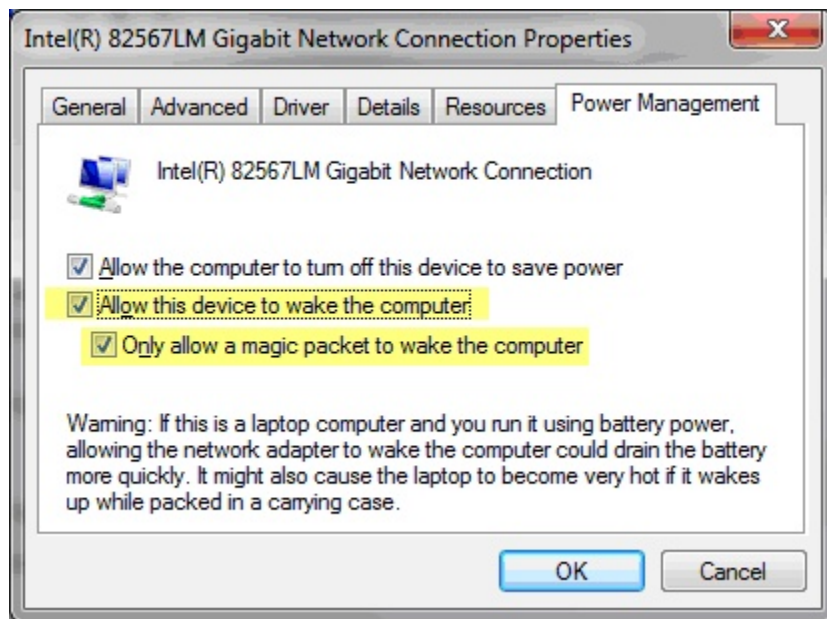 Intel(R) 82567LM Gigabit Network Connection Properties
General Advanced Driver Details Resources Power Management
Intel(R) 82567LM Gigabit Network Connection
Allow the computer to turn off this device to save power
Allow this device to wake the computer
Only allow a magic packet to wake the computer
Warning: If this is a laptop computer and you run it using battery power,
allowing the network adapter to wake the computer could drain the battery
more quickly. It might also cause the laptop to become very hot if it wakes
up while packed in a carrying case.
OK Cancel